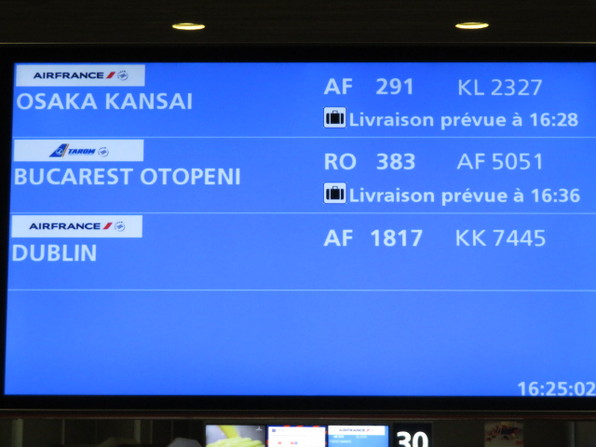 AIRFRANCE
OSAKA KANSAI
AF 291 KL 2327
Livraison prévue à 16:28
TAROM
BUCAREST OTOPENI
RO 383 AF 5051
Livraison prévue à 16:36
AIRFRANCE
DUBLIN
AF 1817 KK 7445
16:25:02
AIRFRANCE
30